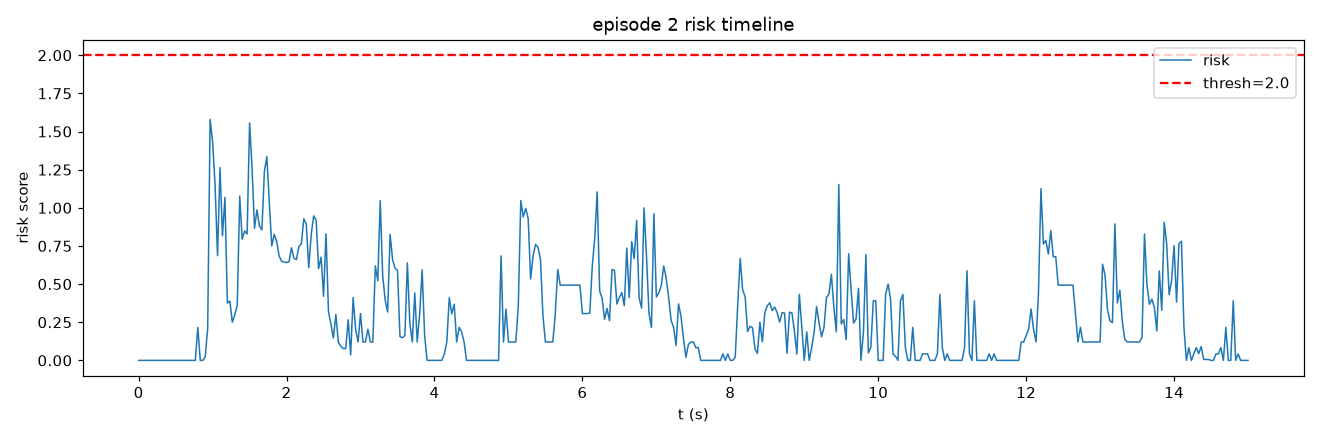 episode 2 risk timeline
2.00
1.75
1.50
1.25
1.00
0.75
0.50
0.25
0.00
risk score
risk
thresh=2.0
0 2 4 6 8 10 12 14
t (s)